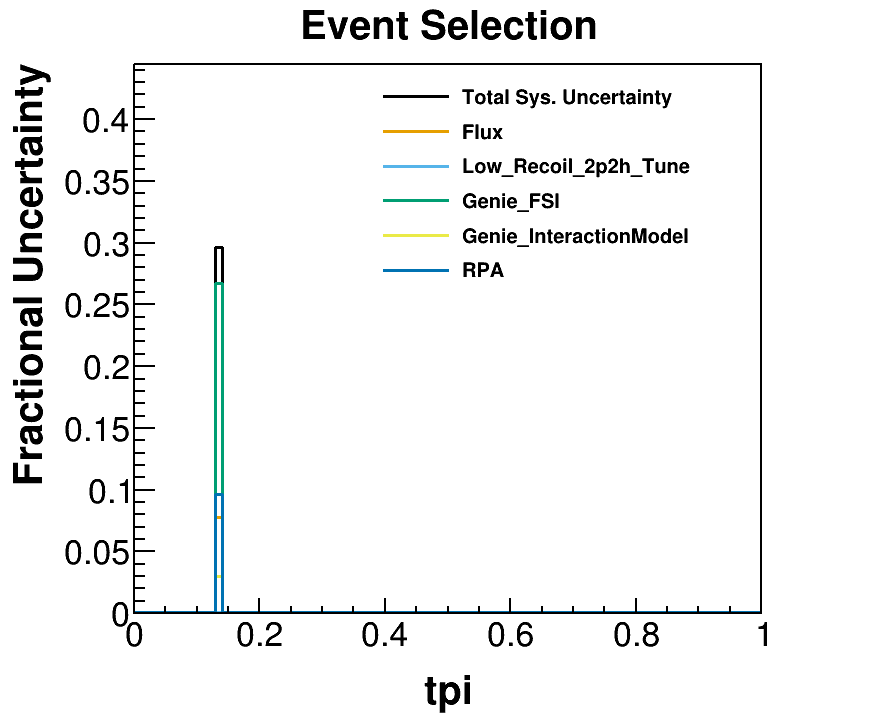 Event Selection
Fractional Uncertainty
0.4
0.35
0.3
0.25
0.2
0.15
0.1
0.05
0
Total Sys. Uncertainty
Flux
Low_Recoil_2p2h_Tune
Genie_FSI
Genie_InteractionModel
RPA
0 0.2 0.4 0.6 0.8 1
tpi